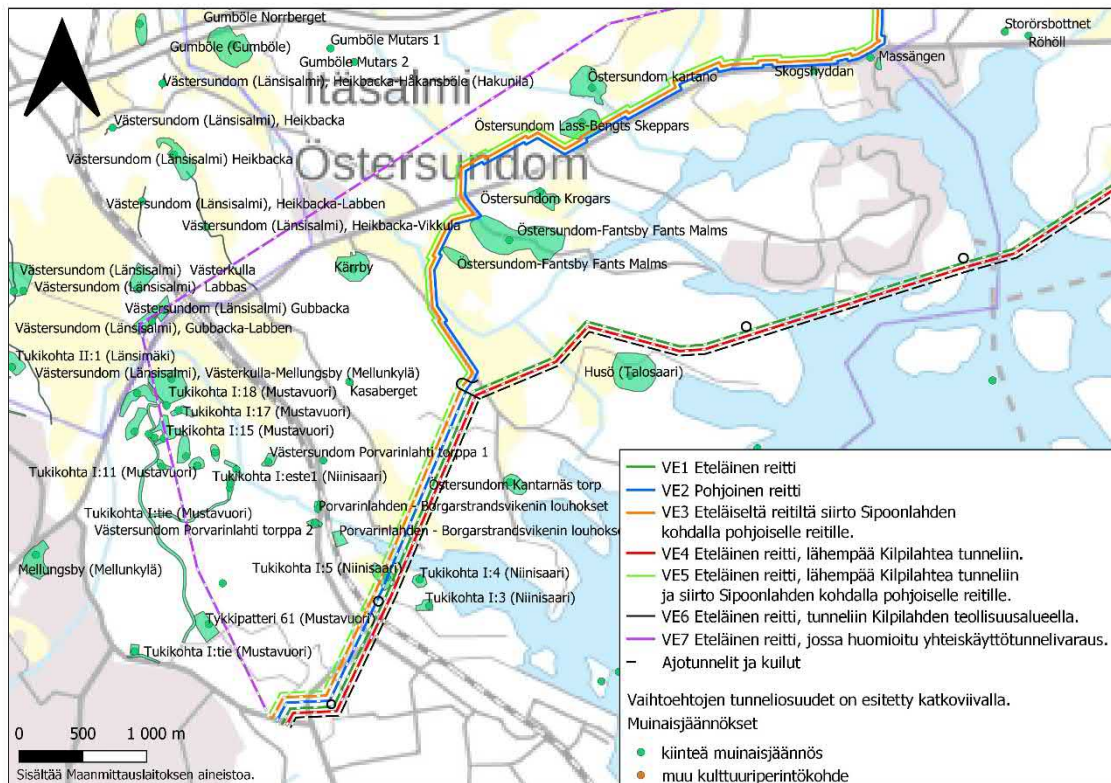 Gumböle Norrberget
Storörsbottnet
Röhöll
Gumböle (Gumböle)
Gumböle Mutars 1
Gumböle Mutars 2
Massängen
Västersundom (Länsisalmi), Heikbacka-Håkansböle (Hakunila)
Östersundom kartano
Skogshyddan
Itäsalmi
Västersundom (Länsisalmi), Heikbacka
Östersundom Lass-Bengts Skeppars
Västersundom (Länsisalmi) Heikbacka
Östersundom
Västersundom (Länsisalmi), Heikbacka-Labben
Östersundom Krogars
Västersundom (Länsisalmi), Heikbacka-Vikkula
Östersundom-Fantsby Fants Malms
Östersundom-Fantsby Fants Malms
Kärrby
Västersundom (Länsisalmi) Västerkulla
Västersundom (Länsisalmi) Labbas
Västersundom (Länsisalmi) Gubbacka
Västersundom (Länsisalmi), Gubbacka-Labben
Tukikohta II:1 (Länsimäki)
Västersundom (Länsisalmi), Västerkulla-Mellungsby (Mellunkylä)
Husö (Talosaari)
Tukikohta I:18 (Mustavuori)
Kasaberget
Tukikohta I:17 (Mustavuori)
Tukikohta I:15 (Mustavuori)
Västersundom Porvarinlahti torppa 1
Tukikohta I:11 (Mustavuori)
Tukikohta I:este1 (Niinisaari)
Östersundom Kantarnäs torp
Porvarinlahden - Borgarstrandsvikenin louhokset
Tukikohta I:tie (Mustavuori)
Västersundom Porvarinlahti torppa 2
Porvarinlahden - Borgarstrandsvikenin louhokse
Mellungsby (Mellunkylä)
Tukikohta I:5 (Niinisaari)
Tukikohta I:4 (Niinisaari)
Tukikohta I:3 (Niinisaari)
Tykkipatteri 61 (Mustavuori)
Tukikohta I:tie (Mustavuori)
0 500 1 000 m
Sisältää Maanmittauslaitoksen aineistoa.
VE1 Eteläinen reitti
VE2 Pohjoinen reitti
VE3 Eteläiseltä reitiltä siirto Sipoonlahden
kohdalla pohjoiselle reitille.
VE4 Eteläinen reitti, lähempää Kilpilahtea tunneliin.
VE5 Eteläinen reitti, lähempää Kilpilahtea tunneliin
ja siirto Sipoonlahden kohdalla pohjoiselle reitille.
VE6 Eteläinen reitti, tunneliin Kilpilahden teollisuusalueella.
VE7 Eteläinen reitti, jossa huomioitu yhteiskäyttötunnelivaraus.
Ajotunnelit ja kuilut
Vaihtoehtojen tunneliosuudet on esitetty katkoviivalla.
Muinaisjäännökset
kiinteä muinaisjäännös
muu kulttuuriperintökohde